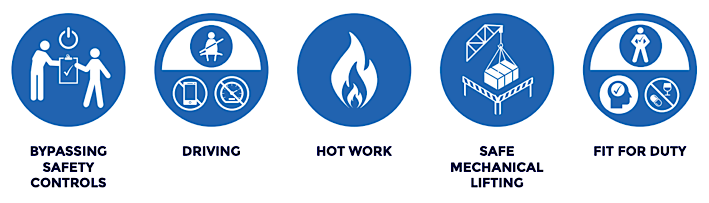 BYPASSING
SAFETY
CONTROLS
DRIVING
HOT WORK
SAFE
MECHANICAL
LIFTING
FIT FOR DUTY